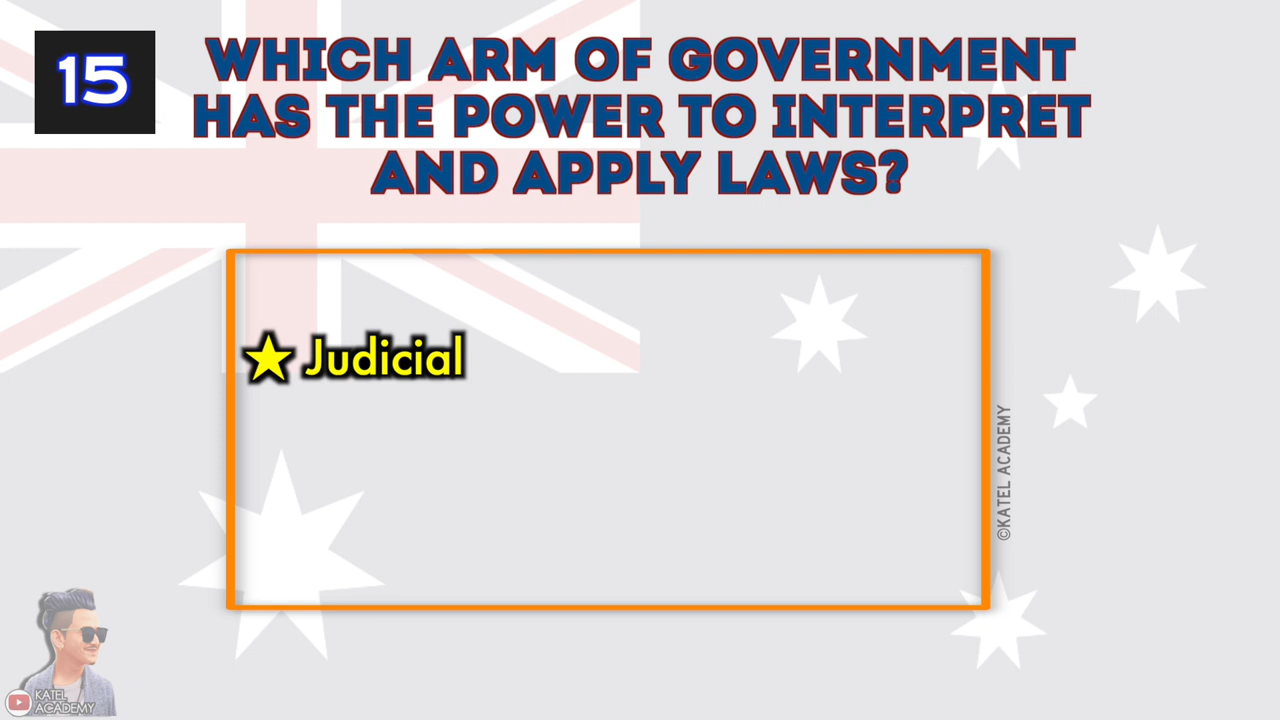 15
WHICH ARM OF GOVERNMENT
HAS THE POWER TO INTERPRET
AND APPLY LAWS?
Judicial
©KATEL ACADEMY
KATEL
ACADEMY